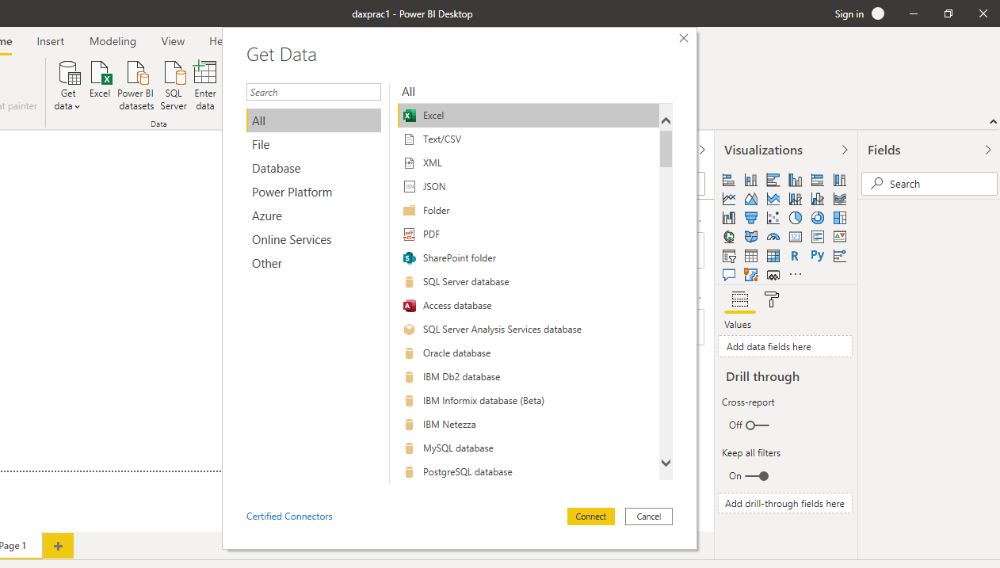 daxprac1 - Power BI Desktop
Sign in
me
Insert
Modeling
View
He
at painter
Get data
Excel
Power BI datasets
SQL Server
Enter data
Data
Get Data
Search
All
File
Database
Power Platform
Azure
Online Services
Other
All
Excel
Text/CSV
XML
JSON
Folder
PDF
SharePoint folder
SQL Server database
Access database
SQL Server Analysis Services database
Oracle database
IBM Db2 database
IBM Informix database (Beta)
IBM Netezza
MySQL database
PostgreSQL database
Certified Connectors
Connect
Cancel
Visualizations
123
R
Py
Values
Add data fields here
Drill through
Cross-report
Off
Keep all filters
On
Add drill-through fields here
Fields
Search
Page 1